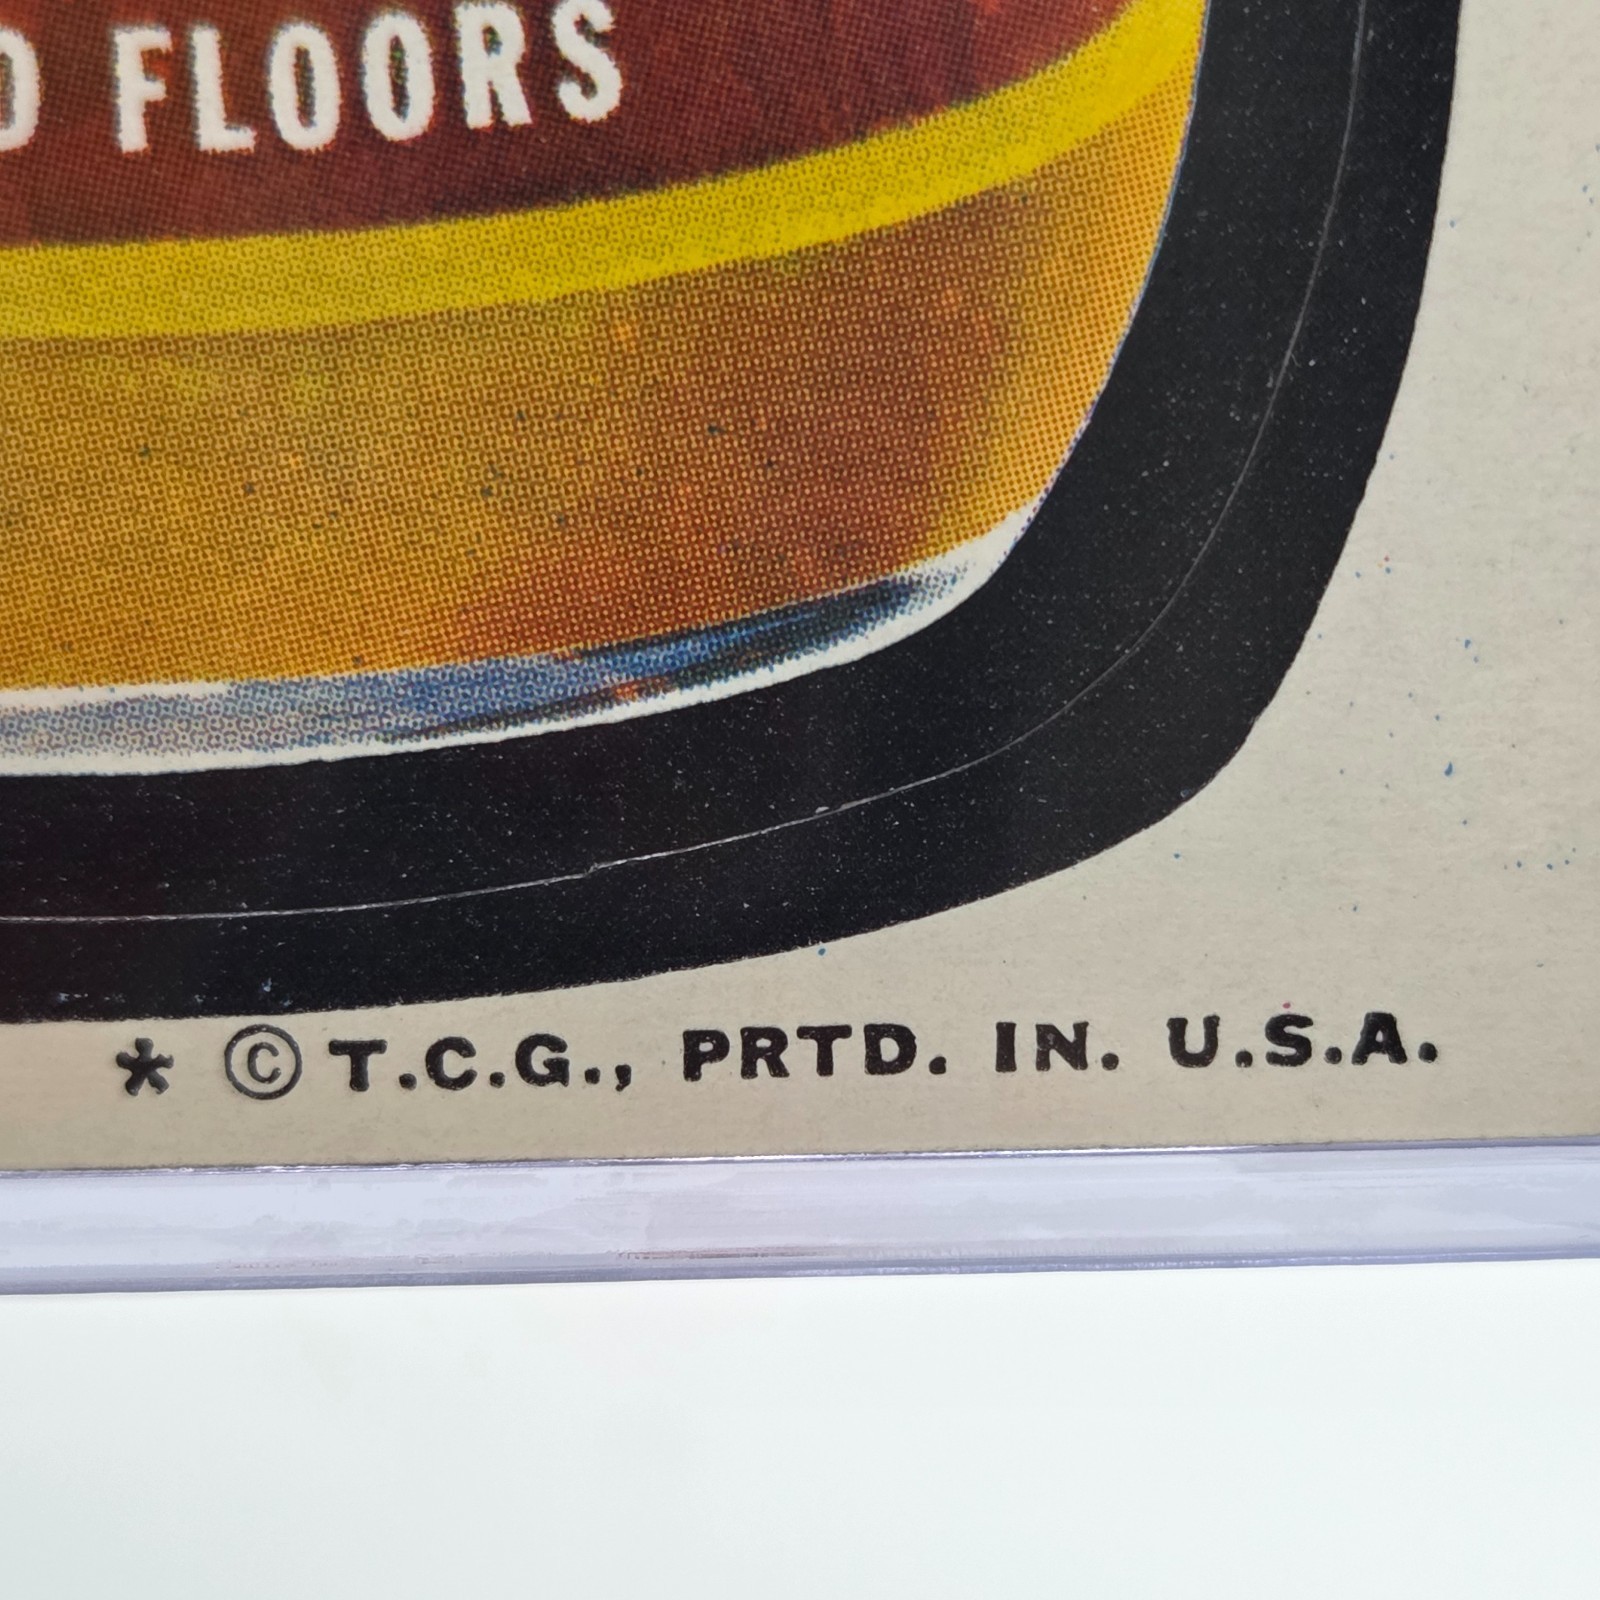 FLOORS
* © T.C.G., PRTD. IN. U.S.A.